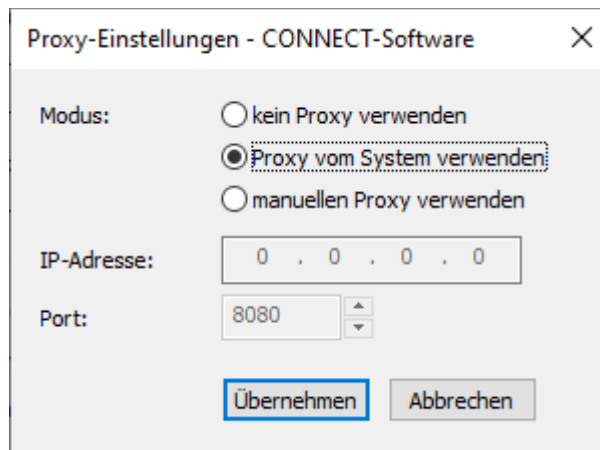 Proxy-Einstellungen - CONNECT-Software
Modus:
kein Proxy verwenden
Proxy vom System verwenden
manuellen Proxy verwenden
IP-Adresse: 0 . 0 . 0 . 0
Port: 8080
Übernehmen Abbrechen